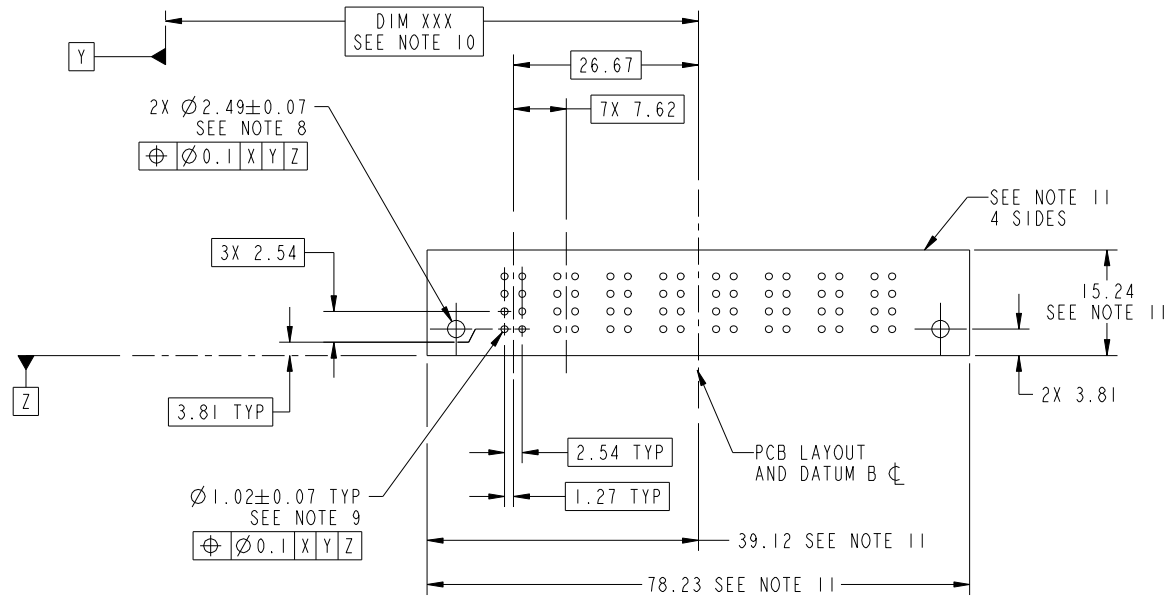 DIM XXX
SEE NOTE 10
Y
26.67
7X 7.62
2X Ø2.49±0.07
SEE NOTE 8
⌖ Ø0.1 X Y Z
SEE NOTE 11
4 SIDES
3X 2.54
15.24
SEE NOTE 11
Z
3.81 TYP
2X 3.81
2.54 TYP
PCB LAYOUT
AND DATUM B ℄
1.27 TYP
Ø1.02±0.07 TYP
SEE NOTE 9
⌖ Ø0.1 X Y Z
39.12 SEE NOTE 11
78.23 SEE NOTE 11